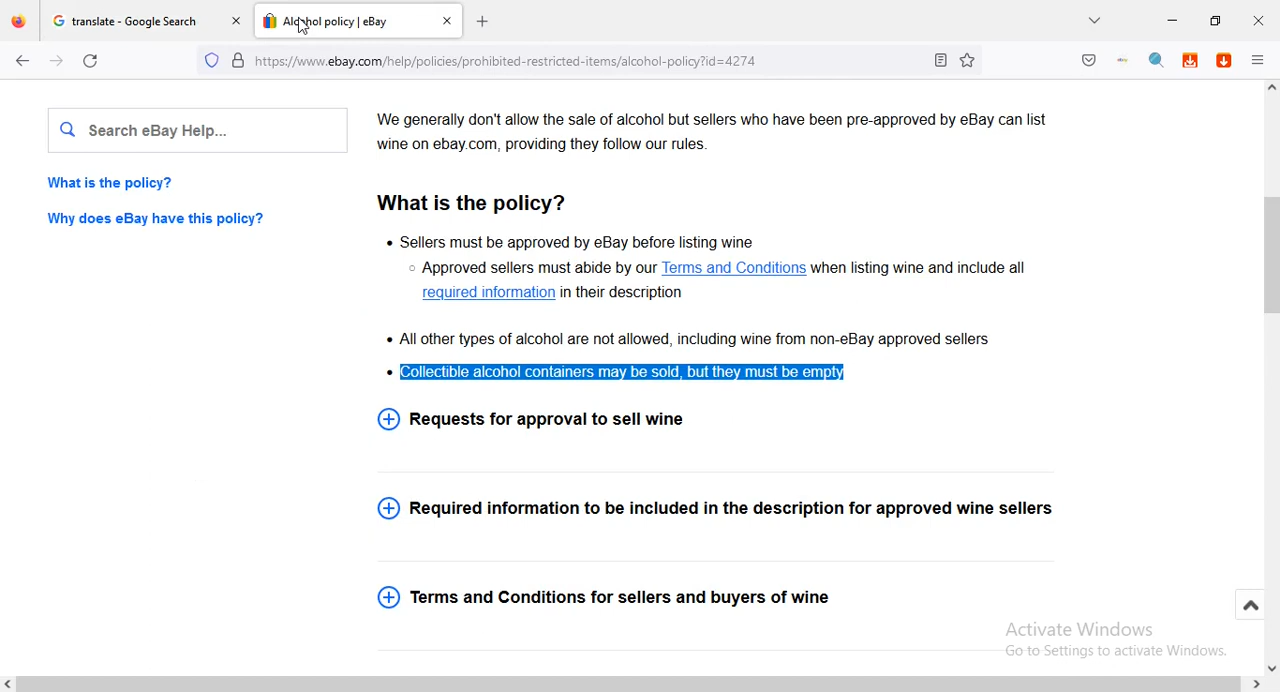 translate - Google Search
Alcohol policy | eBay
https://www.ebay.com/help/policies/prohibited-restricted-items/alcohol-policy?id=4274
Search eBay Help...
What is the policy?
Why does eBay have this policy?
We generally don't allow the sale of alcohol but sellers who have been pre-approved by eBay can list
wine on ebay.com, providing they follow our rules.
What is the policy?
Sellers must be approved by eBay before listing wine
Approved sellers must abide by our Terms and Conditions when listing wine and include all
required information in their description
All other types of alcohol are not allowed, including wine from non-eBay approved sellers
Collectible alcohol containers may be sold, but they must be empty
Requests for approval to sell wine
Required information to be included in the description for approved wine sellers
Terms and Conditions for sellers and buyers of wine
Activate Windows
Go to Settings to activate Windows.